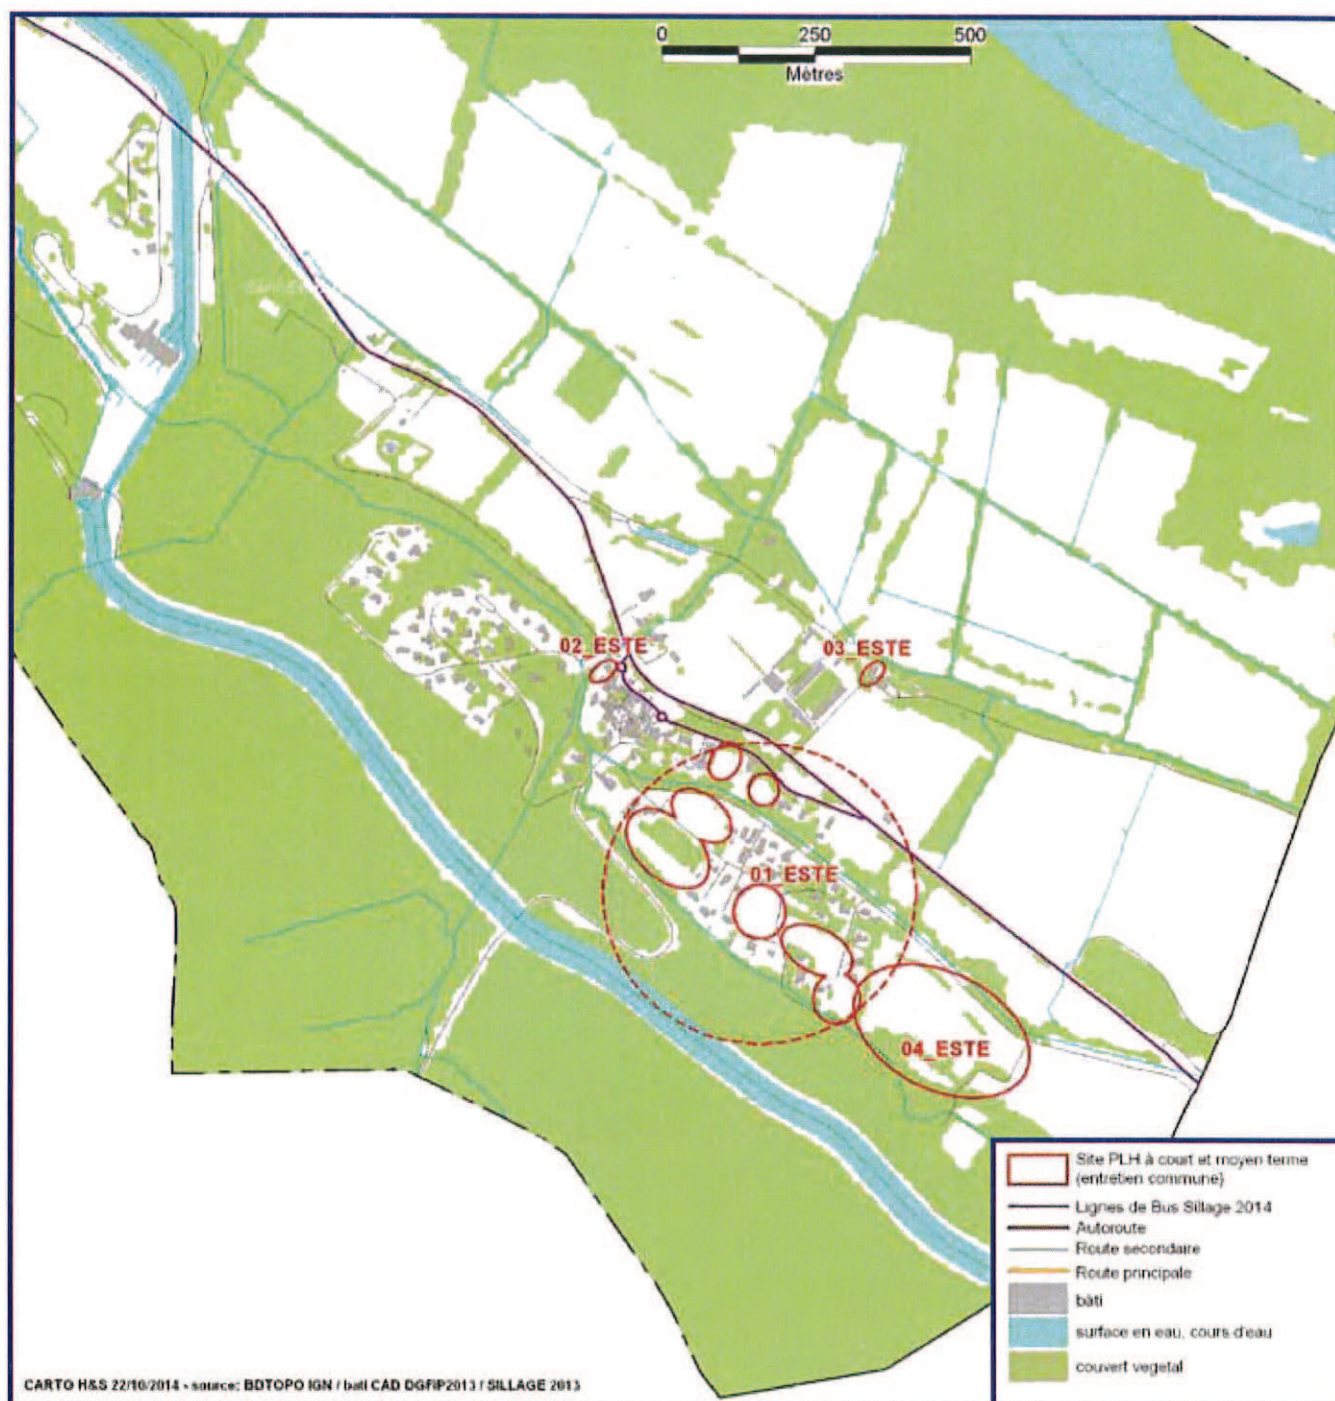 0 250 500
Mètres
02_ESTE
03_ESTE
01_ESTE
04_ESTE
Site PLH à court et moyen terme
(entretien commune)
Lignes de Bus Sillage 2014
Autoroute
Route secondaire
Route principale
bâti
surface en eau, cours d'eau
couvert vegetal
CARTO H&S 22/10/2014 - source: BDTOPO IGN / bati CAD DGFIP2013 / SILLAGE 2013